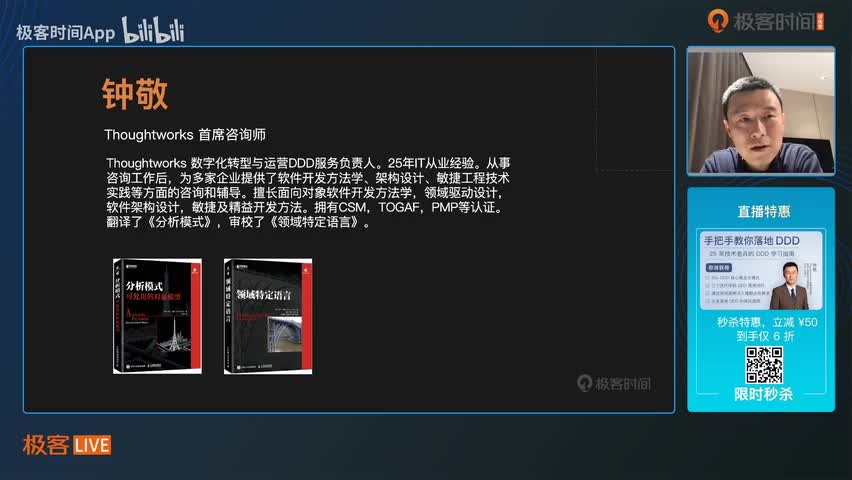 极客时间App bilibili
极客时间
钟敬
Thoughtworks 首席咨询师
Thoughtworks 数字化转型与运营DDD服务负责人。25年IT从业经验。从事
咨询工作后，为多家企业提供了软件开发方法学、架构设计、敏捷工程技术
实践等方面的咨询和辅导。擅长面向对象软件开发方法学，领域驱动设计，
软件架构设计，敏捷及精益开发方法。拥有CSM，TOGAF，PMP等认证。
翻译了《分析模式》，审校了《领域特定语言》。
分析模式
可复用的对象模型
领域特定语言
极客时间
直播特惠
手把手教你落地 DDD
25 年技术老兵的 DDD 学习指南
你将获得
秒杀特惠，立减 ¥50
到手仅 6 折
限时秒杀
极客 LIVE